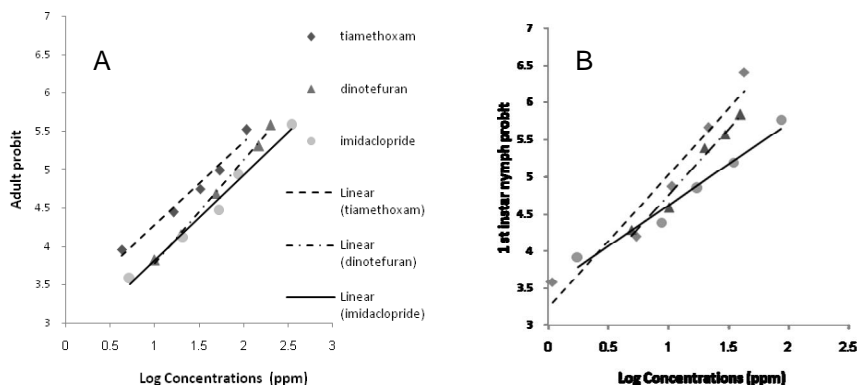 A
Adult probit
6.5
6
5.5
5
4.5
4
3.5
3
0
0.5
1
1.5
2
2.5
3
Log Concentrations (ppm)
tiamethoxam
dinotefuran
imidaclopride
Linear
(tiamethoxam)
Linear
(dinotefuran)
Linear
(imidaclopride)
B
1 st instar nymph probit
7
6.5
6
5.5
5
4.5
4
3.5
3
0
0.5
1
1.5
2
2.5
Log Concentrations (ppm)